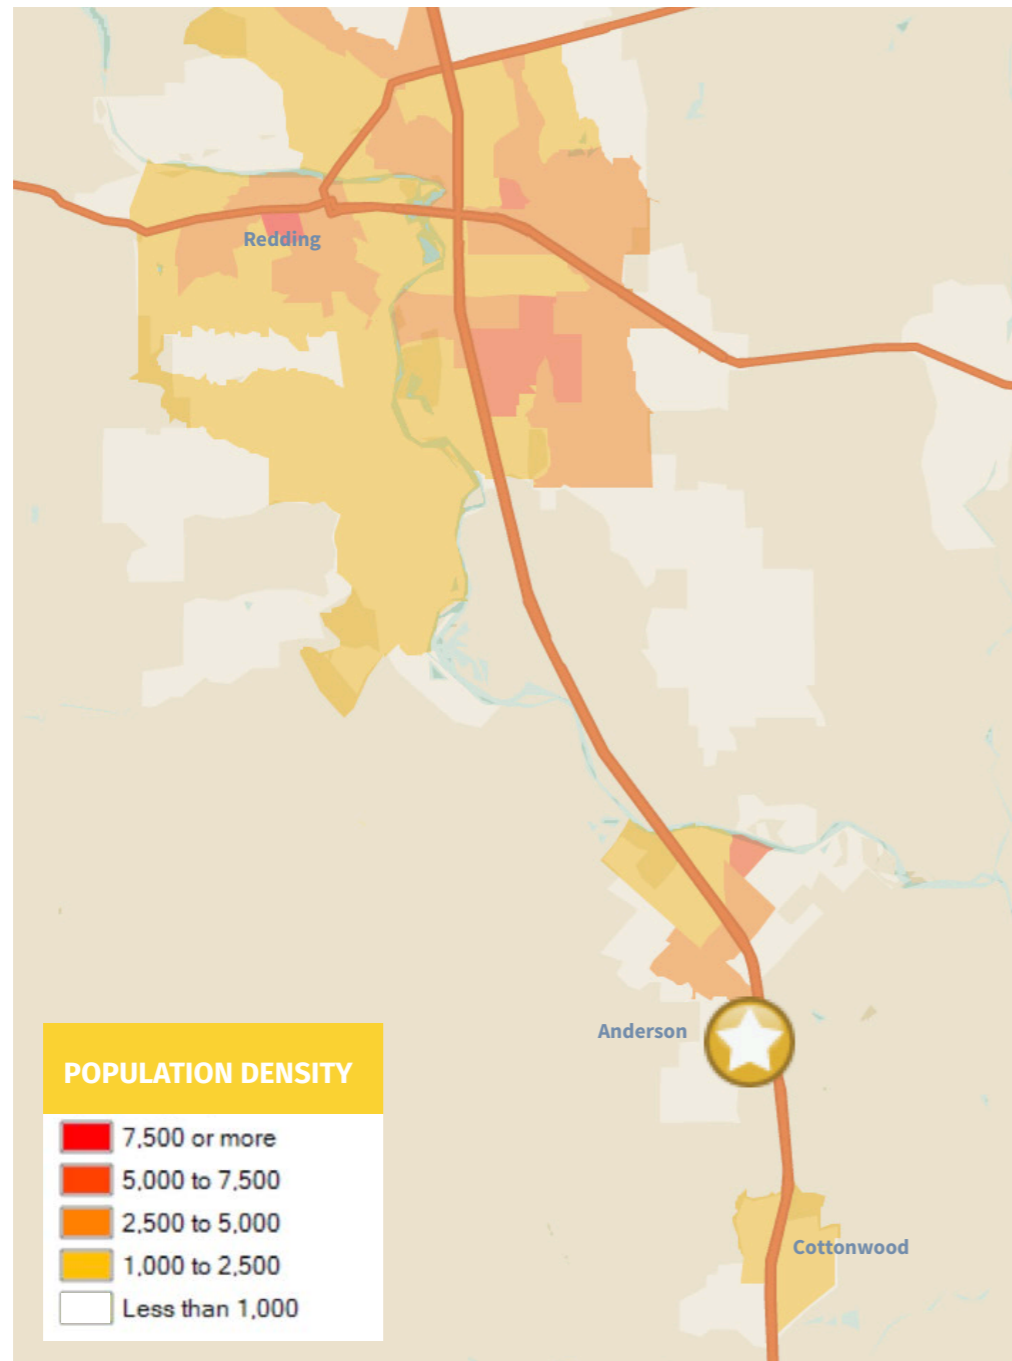 Redding
Anderson
POPULATION DENSITY
7,500 or more
5,000 to 7,500
2,500 to 5,000
1,000 to 2,500
Less than 1,000
Cottonwood